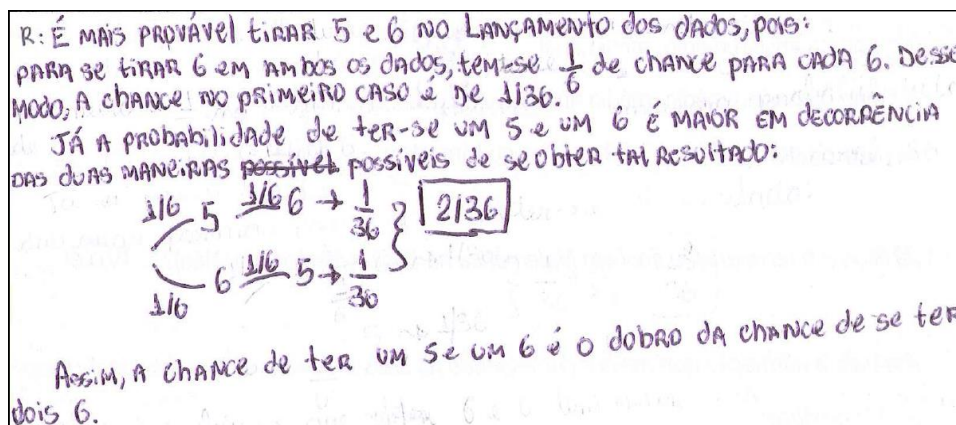 R: É MAIS PROVÁVEL TIRAR 5 e 6 NO LANÇAMENTO DOS DADOS, POIS:
PARA SE TIRAR 6 EM AMBOS OS DADOS, TEM-SE 1/6 DE CHANCE PARA CADA 6. DESSE
MODO, A CHANCE NO PRIMEIRO CASO É DE 1/36.
JÁ A PROBABILIDADE DE TER-SE UM 5 E UM 6 É MAIOR EM DECORRÊNCIA
DAS DUAS MANEIRAS POSSÍVEL POSSÍVEIS DE SE OBTER TAL RESULTADO:
1/6 5 1/6 6 → 1/36
2/36
1/6 6 1/6 5 → 1/36
Assim, A CHANCE DE TER UM 5 E UM 6 É O DOBRO DA CHANCE DE SE TER
dois 6.